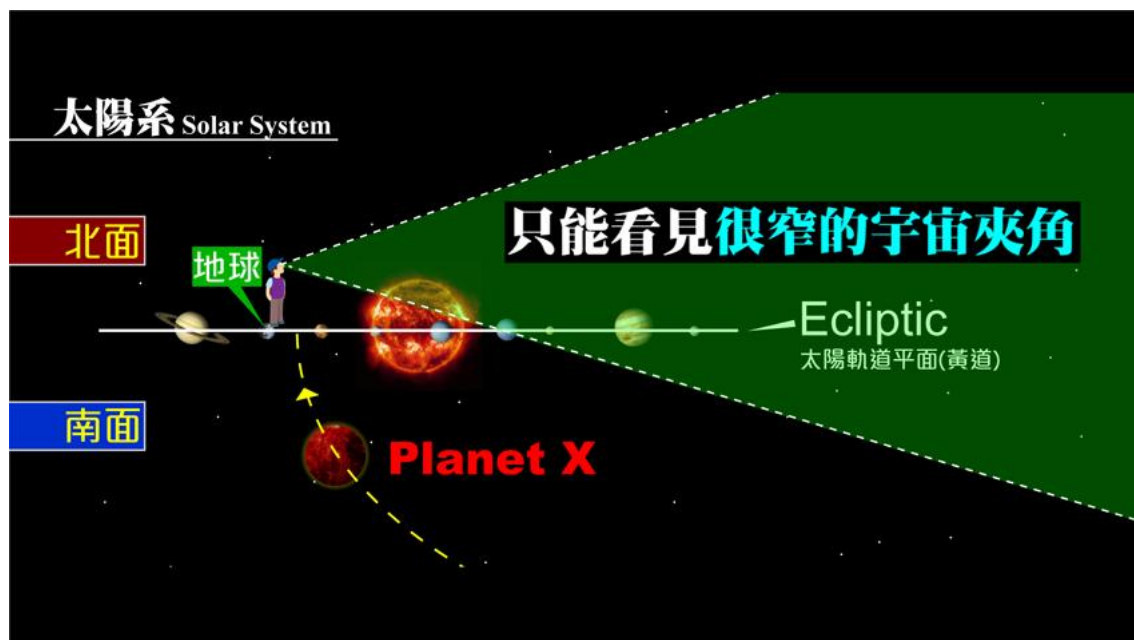 太陽系 Solar System
北面
只能看見很窄的宇宙夾角
地球
Ecliptic
太陽軌道平面(黃道)
南面
Planet X